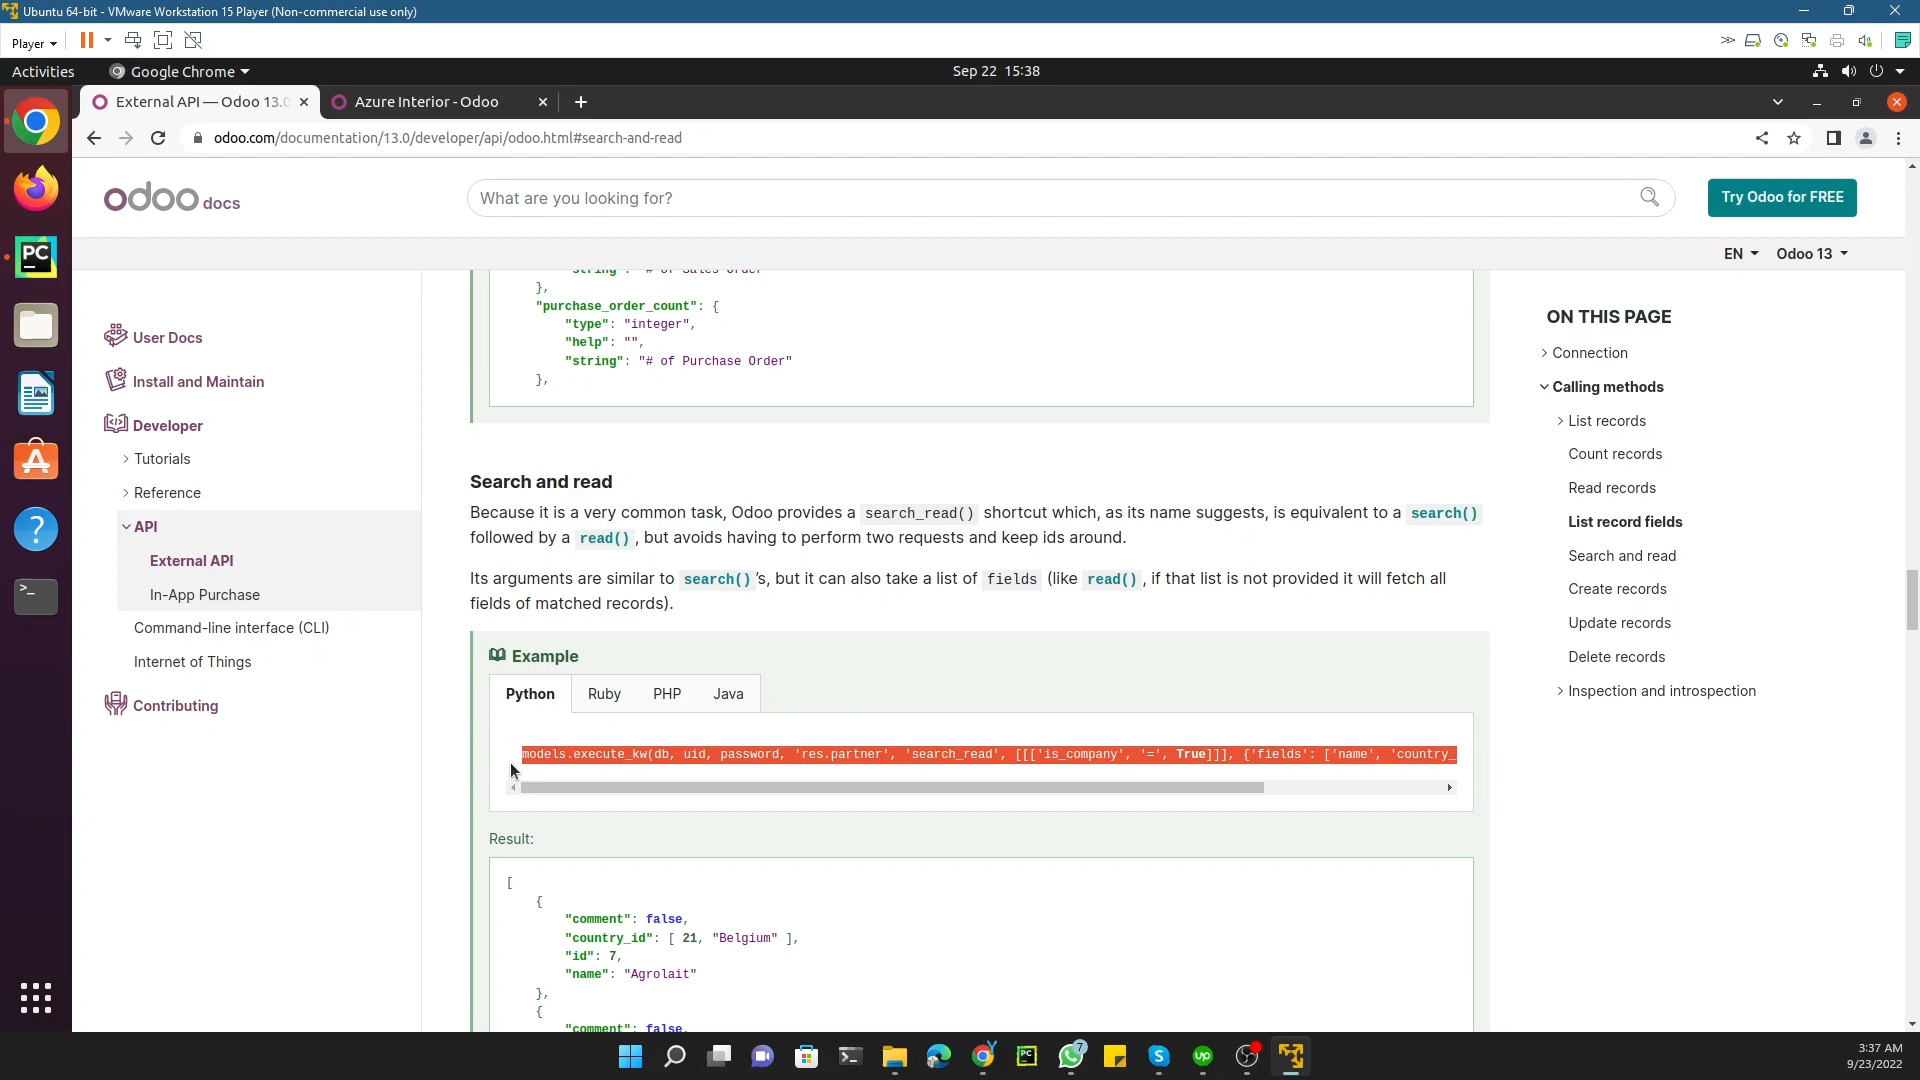 Ubuntu 64-bit - VMware Workstation 15 Player (Non-commercial use only)
Player
Activities
Google Chrome
Sep 22 15:38
External API — Odoo 13.0
Azure Interior - Odoo
odoo.com/documentation/13.0/developer/api/odoo.html#search-and-read
odoo docs
What are you looking for?
Try Odoo for FREE
EN
Odoo 13
User Docs
Install and Maintain
Developer
Tutorials
Reference
API
External API
In-App Purchase
Command-line interface (CLI)
Internet of Things
Contributing
"string": "# of Sales Order"
},
"purchase_order_count": {
"type": "integer",
"help": "",
"string": "# of Purchase Order"
},
Search and read
Because it is a very common task, Odoo provides a search_read() shortcut which, as its name suggests, is equivalent to a search()
followed by a read(), but avoids having to perform two requests and keep ids around.
Its arguments are similar to search()'s, but it can also take a list of fields (like read(), if that list is not provided it will fetch all
fields of matched records).
Example
Python
Ruby
PHP
Java
models.execute_kw(db, uid, password, 'res.partner', 'search_read', [[['is_company', '=', True]]], {'fields': ['name', 'country_
Result:
[
{
"comment": false,
"country_id": [ 21, "Belgium" ],
"id": 7,
"name": "Agrolait"
},
{
"comment": false,
ON THIS PAGE
Connection
Calling methods
List records
Count records
Read records
List record fields
Search and read
Create records
Update records
Delete records
Inspection and introspection
PC
PC
7
up
3:37 AM
9/23/2022